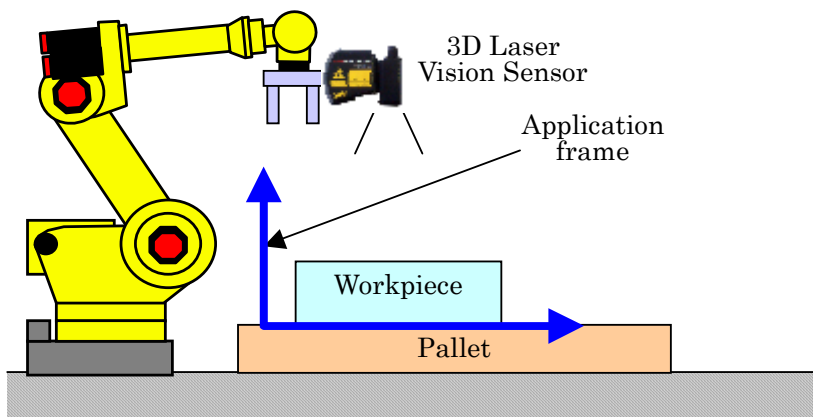 3D Laser
Vision Sensor
Application
frame
Workpiece
Pallet